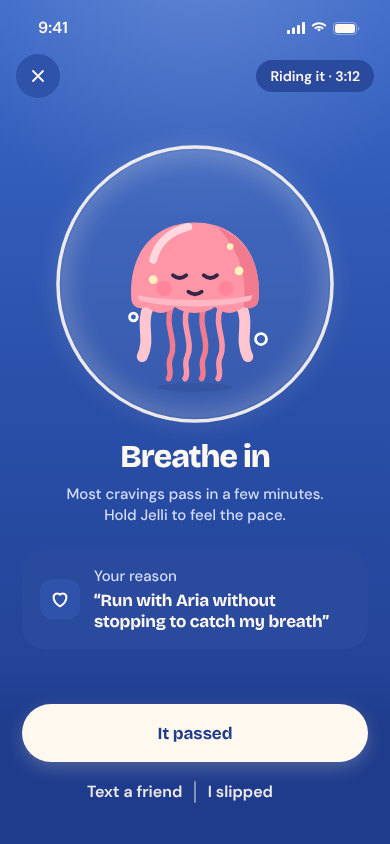 9:41
Riding it · 3:12
Breathe in
Most cravings pass in a few minutes.
Hold Jelli to feel the pace.
Your reason
“Run with Aria without
stopping to catch my breath”
It passed
Text a friend
I slipped